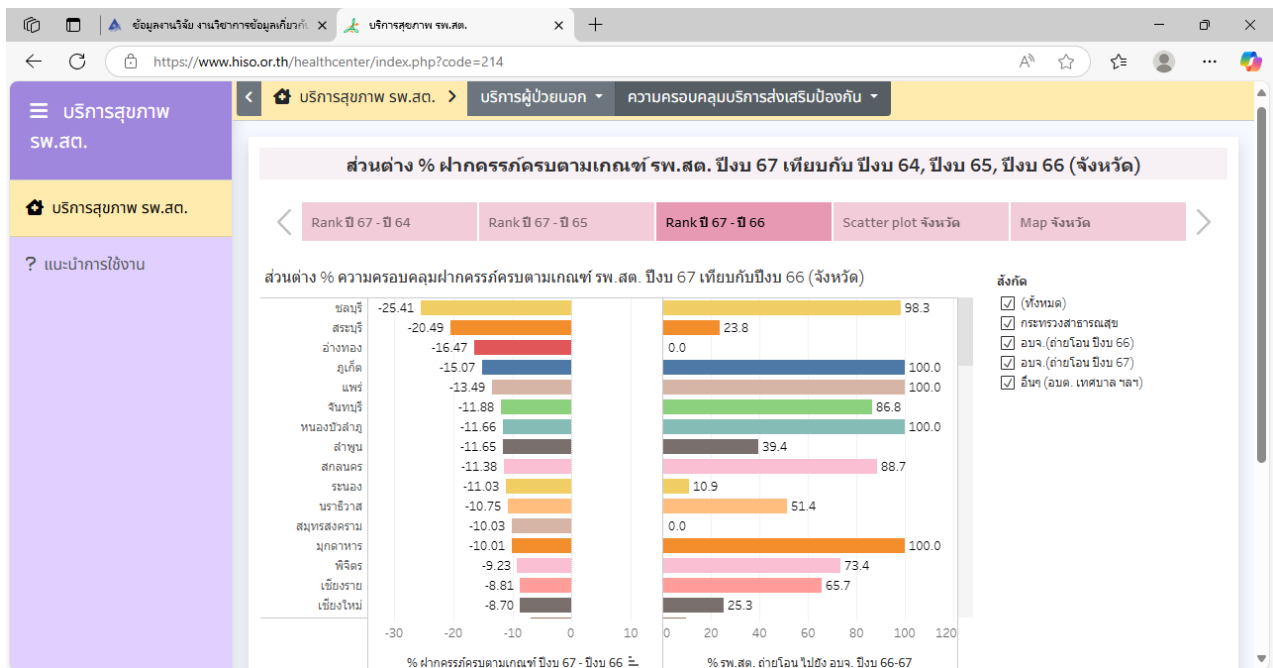 ข้อมูลงานวิจัย งานวิชาการข้อมูลเกี่ยวกั
บริการสุขภาพ รพ.สต.
https://www.hiso.or.th/healthcenter/index.php?code=214
บริการสุขภาพ รพ.สต.
บริการสุขภาพ รพ.สต.
แนะนำการใช้งาน
บริการสุขภาพ รพ.สต. บริการผู้ป่วยนอก ความครอบคลุมบริการส่งเสริมป้องกัน
ส่วนต่าง % ฝากครรภ์ครบตามเกณฑ์ รพ.สต. ปีงบ 67 เทียบกับ ปีงบ 64, ปีงบ 65, ปีงบ 66 (จังหวัด)
Rank ปี 67 - ปี 64 Rank ปี 67 - ปี 65 Rank ปี 67 - ปี 66 Scatter plot จังหวัด Map จังหวัด
ส่วนต่าง % ความครอบคลุมฝากครรภ์ครบตามเกณฑ์ รพ.สต. ปีงบ 67 เทียบกับปีงบ 66 (จังหวัด)
ชลบุรี -25.41 98.3
สระบุรี -20.49 23.8
อ่างทอง -16.47 0.0
ภูเก็ต -15.07 100.0
แพร่ -13.49 100.0
จันทบุรี -11.88 86.8
หนองบัวลำภู -11.66 100.0
ลำพูน -11.65 39.4
สกลนคร -11.38 88.7
ระนอง -11.03 10.9
นราธิวาส -10.75 51.4
สมุทรสงคราม -10.03 0.0
มุกดาหาร -10.01 100.0
พิจิตร -9.23 73.4
เชียงราย -8.81 65.7
เชียงใหม่ -8.70 25.3
-30 -20 -10 0 10 0 20 40 60 80 100 120
% ฝากครรภ์ครบตามเกณฑ์ ปีงบ 67 - ปีงบ 66 % รพ.สต. ถ่ายโอน ไปยัง อบจ. ปีงบ 66-67
สังกัด
(ทั้งหมด)
กระทรวงสาธารณสุข
อบจ.(ถ่ายโอน ปีงบ 66)
อบจ.(ถ่ายโอน ปีงบ 67)
อื่นๆ (อบต. เทศบาล ฯลฯ)